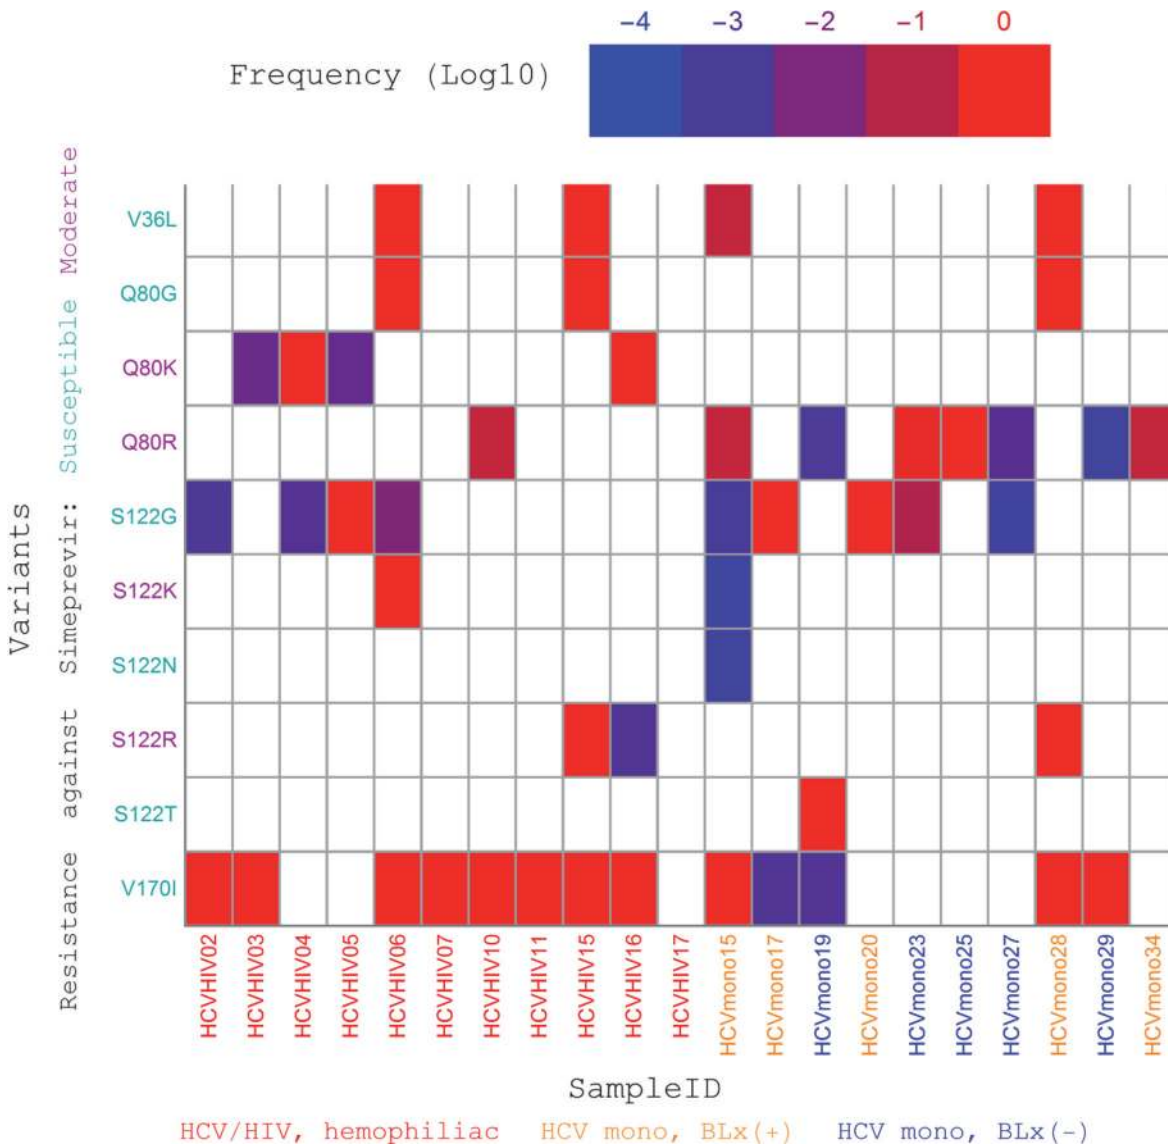 −4 −3 −2 −1 0
Frequency (Log10)
Variants
Resistance against Simeprevir: Susceptible Moderate
V36L
Q80G
Q80K
Q80R
S122G
S122K
S122N
S122R
S122T
V170I
HCVHIV02
HCVHIV03
HCVHIV04
HCVHIV05
HCVHIV06
HCVHIV07
HCVHIV10
HCVHIV11
HCVHIV15
HCVHIV16
HCVHIV17
HCVmono15
HCVmono17
HCVmono19
HCVmono20
HCVmono23
HCVmono25
HCVmono27
HCVmono28
HCVmono29
HCVmono34
SampleID
HCV/HIV, hemophiliac HCV mono, BLx(+) HCV mono, BLx(-)